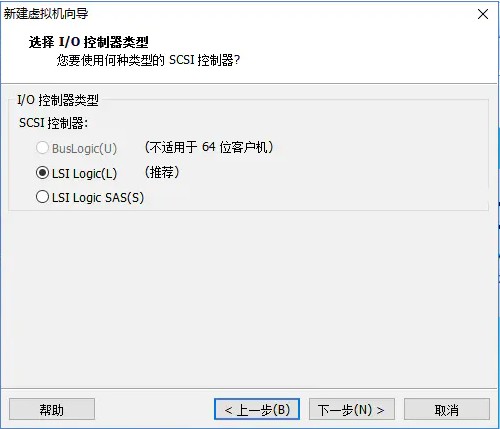 新建虚拟机向导
选择 I/O 控制器类型
您要使用何种类型的 SCSI 控制器?
I/O 控制器类型
SCSI 控制器:
BusLogic(U) (不适用于 64 位客户机)
LSI Logic(L) (推荐)
LSI Logic SAS(S)
帮助 < 上一步(B) 下一步(N) > 取消